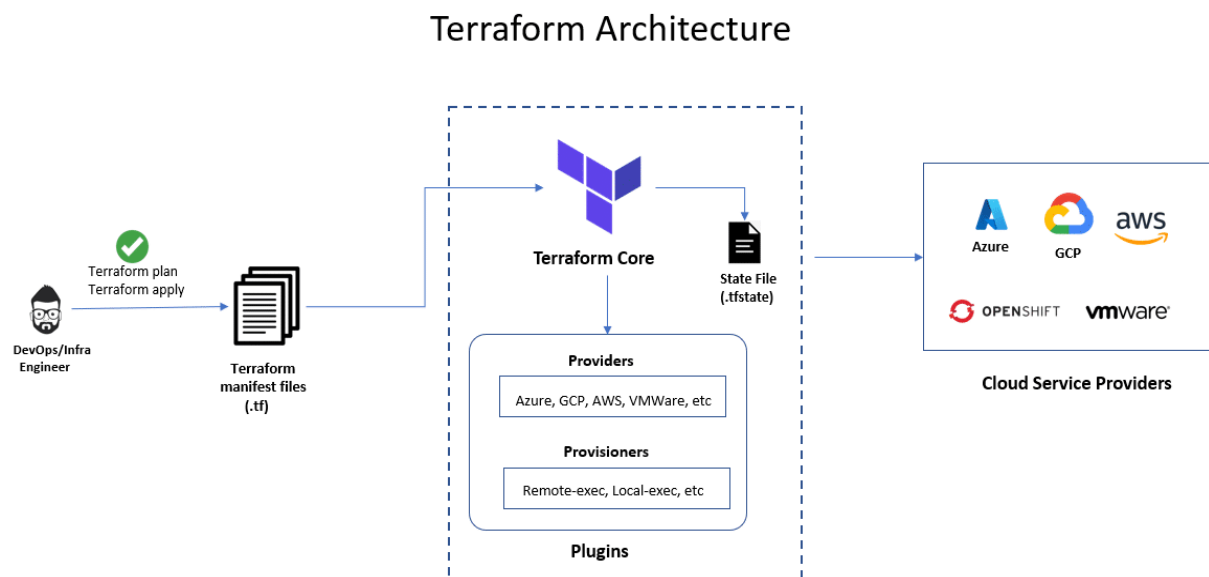 Terraform Architecture
Terraform plan
Terraform apply
DevOps/Infra
Engineer
Terraform
manifest files
(.tf)
Terraform Core
State File
(.tfstate)
Providers
Azure, GCP, AWS, VMWare, etc
Provisioners
Remote-exec, Local-exec, etc
Plugins
Azure
GCP
aws
OPENSHIFT
vmware®
Cloud Service Providers